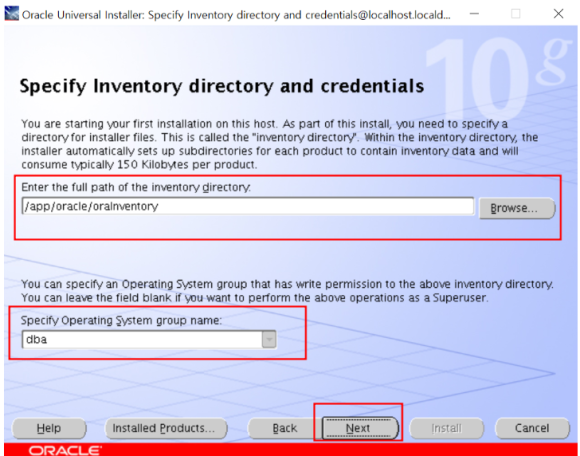 Oracle Universal Installer: Specify Inventory directory and credentials@localhost.locald...
10g
Specify Inventory directory and credentials
You are starting your first installation on this host. As part of this install, you need to specify a
directory for installer files. This is called the "inventory directory". Within the inventory directory, the
installer automatically sets up subdirectories for each product to contain inventory data and will
consume typically 150 Kilobytes per product.
Enter the full path of the inventory directory:
/app/oracle/oraInventory
Browse...
You can specify an Operating System group that has write permission to the above inventory directory.
You can leave the field blank if you want to perform the above operations as a Superuser.
Specify Operating System group name:
dba
Help Installed Products... Back Next Install Cancel
ORACLE